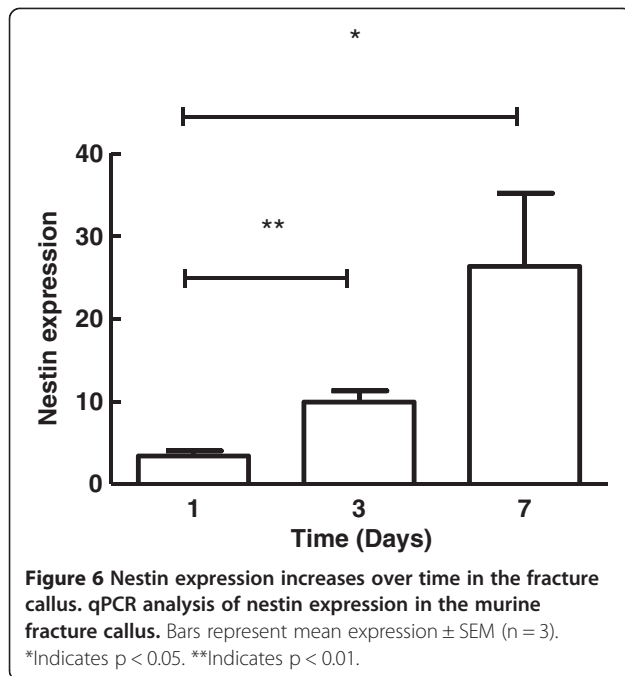 *
40
30
**
20
10
0
Nestin expression
1 3 7
Time (Days)
Figure 6 Nestin expression increases over time in the fracture
callus. qPCR analysis of nestin expression in the murine
fracture callus. Bars represent mean expression ± SEM (n = 3).
*Indicates p < 0.05. **Indicates p < 0.01.